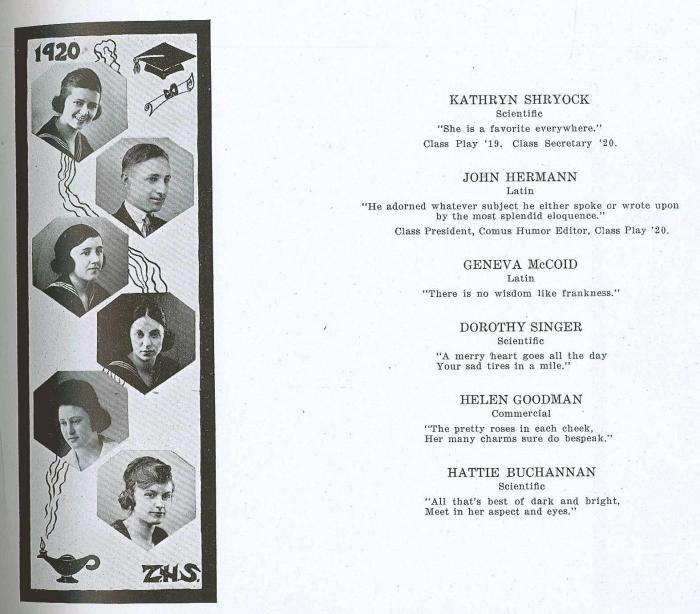 1920
Z.H.S.
KATHRYN SHRYOCK
Scientific
"She is a favorite everywhere."
Class Play '19. Class Secretary '20.
JOHN HERMANN
Latin
"He adorned whatever subject he either spoke or wrote upon
by the most splendid eloquence."
Class President, Comus Humor Editor, Class Play '20.
GENEVA McCOID
Latin
"There is no wisdom like frankness."
DOROTHY SINGER
Scientific
"A merry heart goes all the day
Your sad tires in a mile."
HELEN GOODMAN
Commercial
"The pretty roses in each cheek,
Her many charms sure do bespeak."
HATTIE BUCHANNAN
Scientific
"All that's best of dark and bright,
Meet in her aspect and eyes."